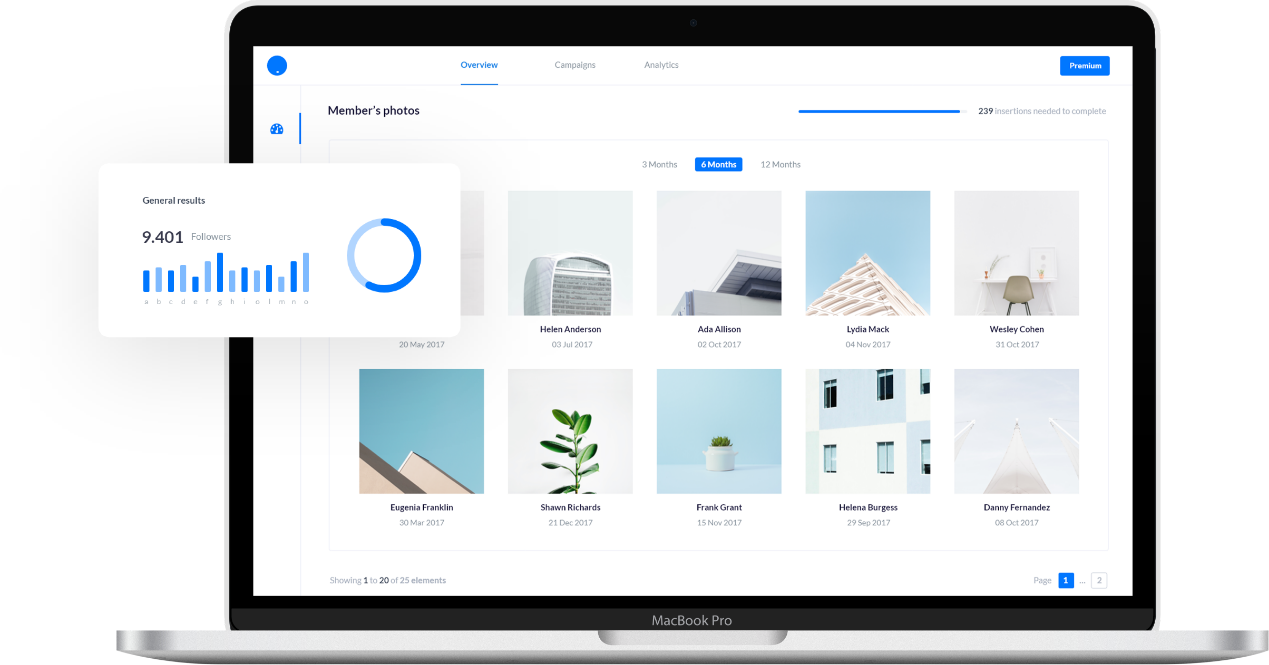 Overview Campaigns Analytics Premium
Member's photos
239 insertions needed to complete
3 Months 6 Months 12 Months
General results
9.401 Followers
a b c d e f g h i o l m n o
Helen Anderson Ada Allison Lydia Mack Wesley Cohen
20 May 2017 03 Jul 2017 02 Oct 2017 04 Nov 2017 31 Oct 2017
Eugenia Franklin Shawn Richards Frank Grant Helena Burgess Danny Fernandez
30 Mar 2017 21 Dec 2017 15 Nov 2017 29 Sep 2017 08 Oct 2017
Showing 1 to 20 of 25 elements
Page 1 ... 2
MacBook Pro